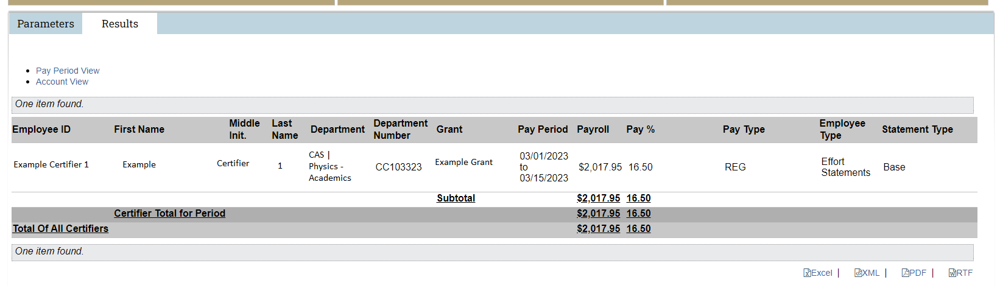 Parameters Results
Pay Period View
Account View
One item found.
Employee ID First Name Middle Init. Last Name Department Department Number Grant Pay Period Payroll Pay % Pay Type Employee Type Statement Type
Example Certifier 1 Example Certifier 1 CAS | Physics - Academics CC103323 Example Grant 03/01/2023 to 03/15/2023 $2,017.95 16.50 REG Effort Statements Base
Subtotal $2,017.95 16.50
Certifier Total for Period $2,017.95 16.50
Total Of All Certifiers $2,017.95 16.50
One item found.
Excel | XML | PDF | RTF